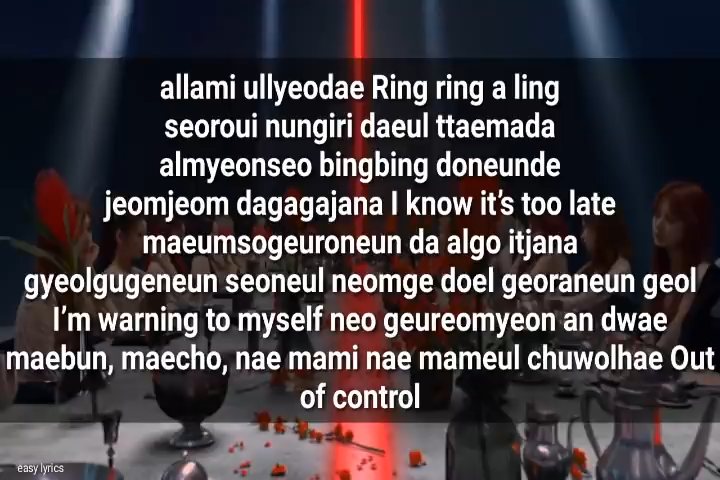 allami ullyeodae Ring ring a ling
seoroui nungiri daeul ttaemada
almyeonseo bingbing doneunde
jeomjeom dagagajana I know it’s too late
maeumsogeuroneun da algo itjana
gyeolgugeneun seoneul neomge doel georaneun geol
I’m warning to myself neo geureomyeon an dwae
maebun, maecho, nae mami nae mameul chuwolhae Out
of control
easy lyrics